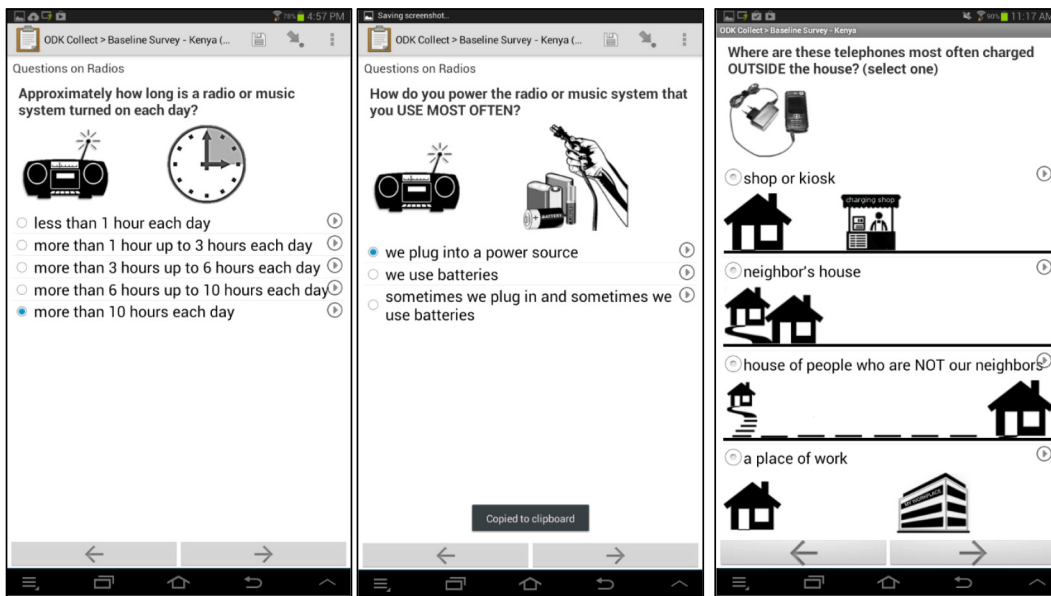 78% 4:57 PM
ODK Collect > Baseline Survey - Kenya (...
Questions on Radios
Approximately how long is a radio or music
system turned on each day?
less than 1 hour each day
more than 1 hour up to 3 hours each day
more than 3 hours up to 6 hours each day
more than 6 hours up to 10 hours each day
more than 10 hours each day
Saving screenshot...
ODK Collect > Baseline Survey - Kenya (...
Questions on Radios
How do you power the radio or music system that
you USE MOST OFTEN?
BATTERY
we plug into a power source
we use batteries
sometimes we plug in and sometimes we
use batteries
Copied to clipboard
90% 11:17 AM
ODK Collect > Baseline Survey - Kenya
Where are these telephones most often charged
OUTSIDE the house? (select one)
shop or kiosk
charging shop
neighbor's house
house of people who are NOT our neighbors
a place of work
MY WORKPLACE